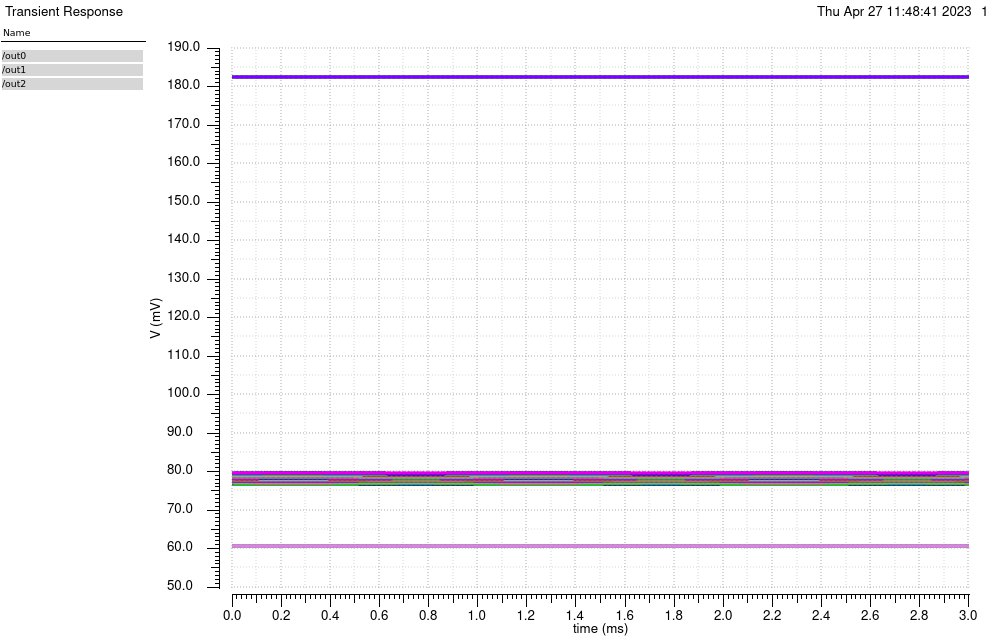 Transient Response
Thu Apr 27 11:48:41 2023 1
Name
/out0
/out1
/out2
190.0
180.0
170.0
160.0
150.0
140.0
130.0
120.0
110.0
100.0
90.0
80.0
70.0
60.0
50.0
V (mV)
0.0 0.2 0.4 0.6 0.8 1.0 1.2 1.4 1.6 1.8 2.0 2.2 2.4 2.6 2.8 3.0
time (ms)